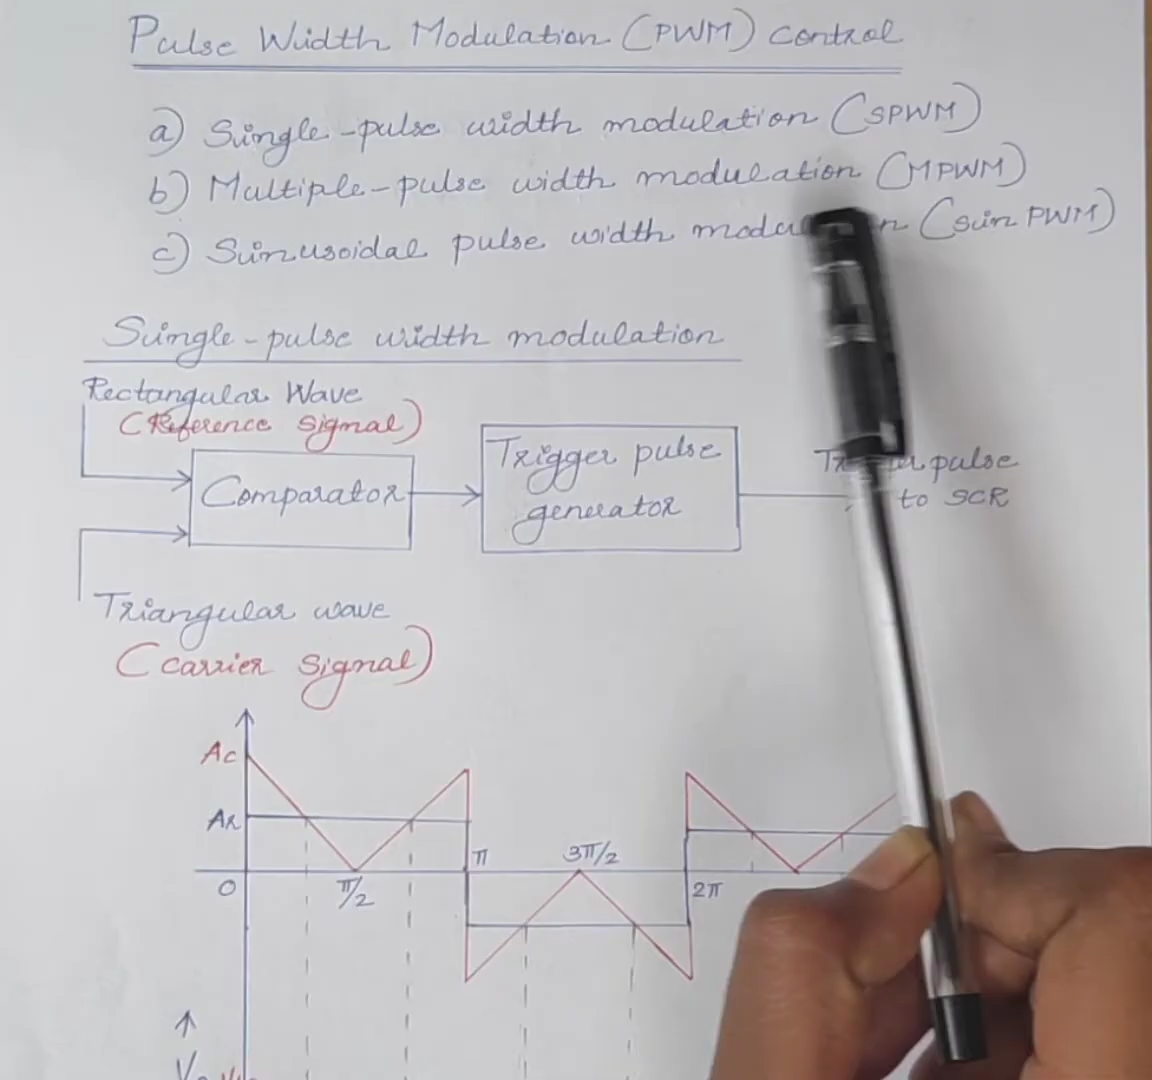 Pulse Width Modulation (PWM) control
a) Single-pulse width modulation (SPWM)
b) Multiple-pulse width modulation (MPWM)
c) Sinusoidal pulse width (sin PWM)
Single-pulse width modulation
Rectangular Wave
(Reference signal)
Comparator
Trigger pulse
generator
pulse
to SCR
Triangular wave
(carrier signal)
Ac
AR
0
π/2
π
3π/2
2π